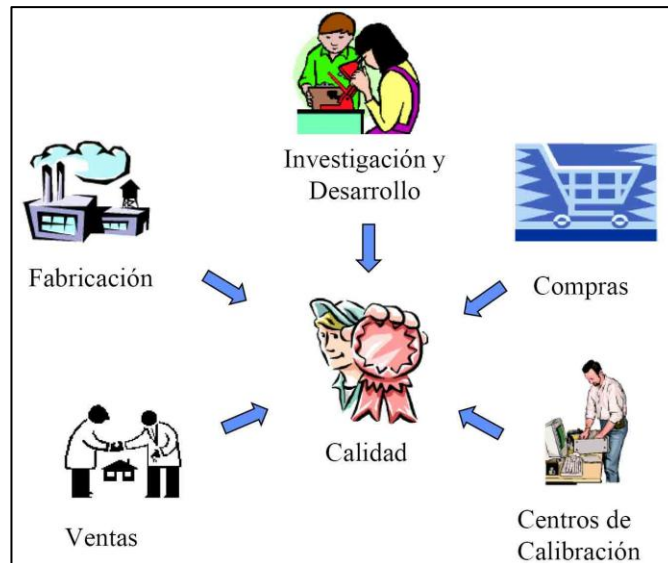 Investigación y
Desarrollo
Fabricación
Compras
Calidad
Ventas
Centros de
Calibración